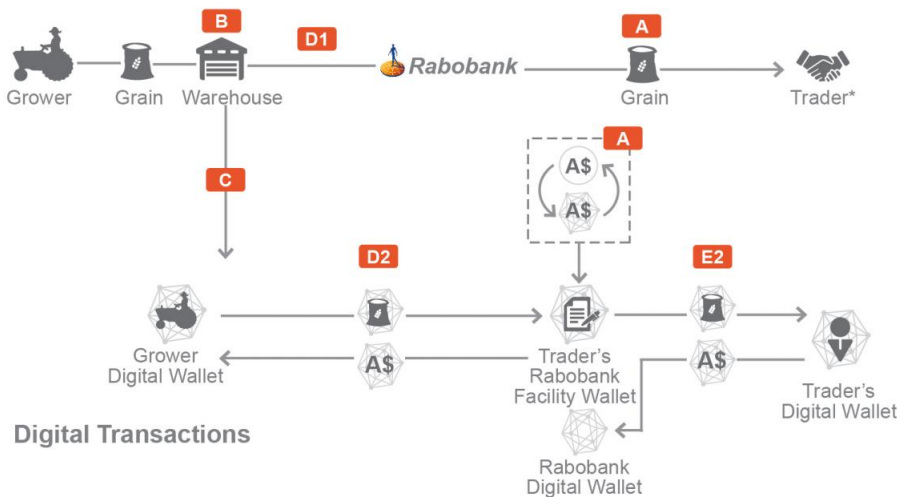 B
D1
A
Rabobank
Grower
Grain
Warehouse
Grain
Trader*
A
A$
C
A$
D2
E2
Grower
Digital Wallet
A$
Trader's
Rabobank
Facility Wallet
A$
Trader's
Digital Wallet
Digital Transactions
Rabobank
Digital Wallet